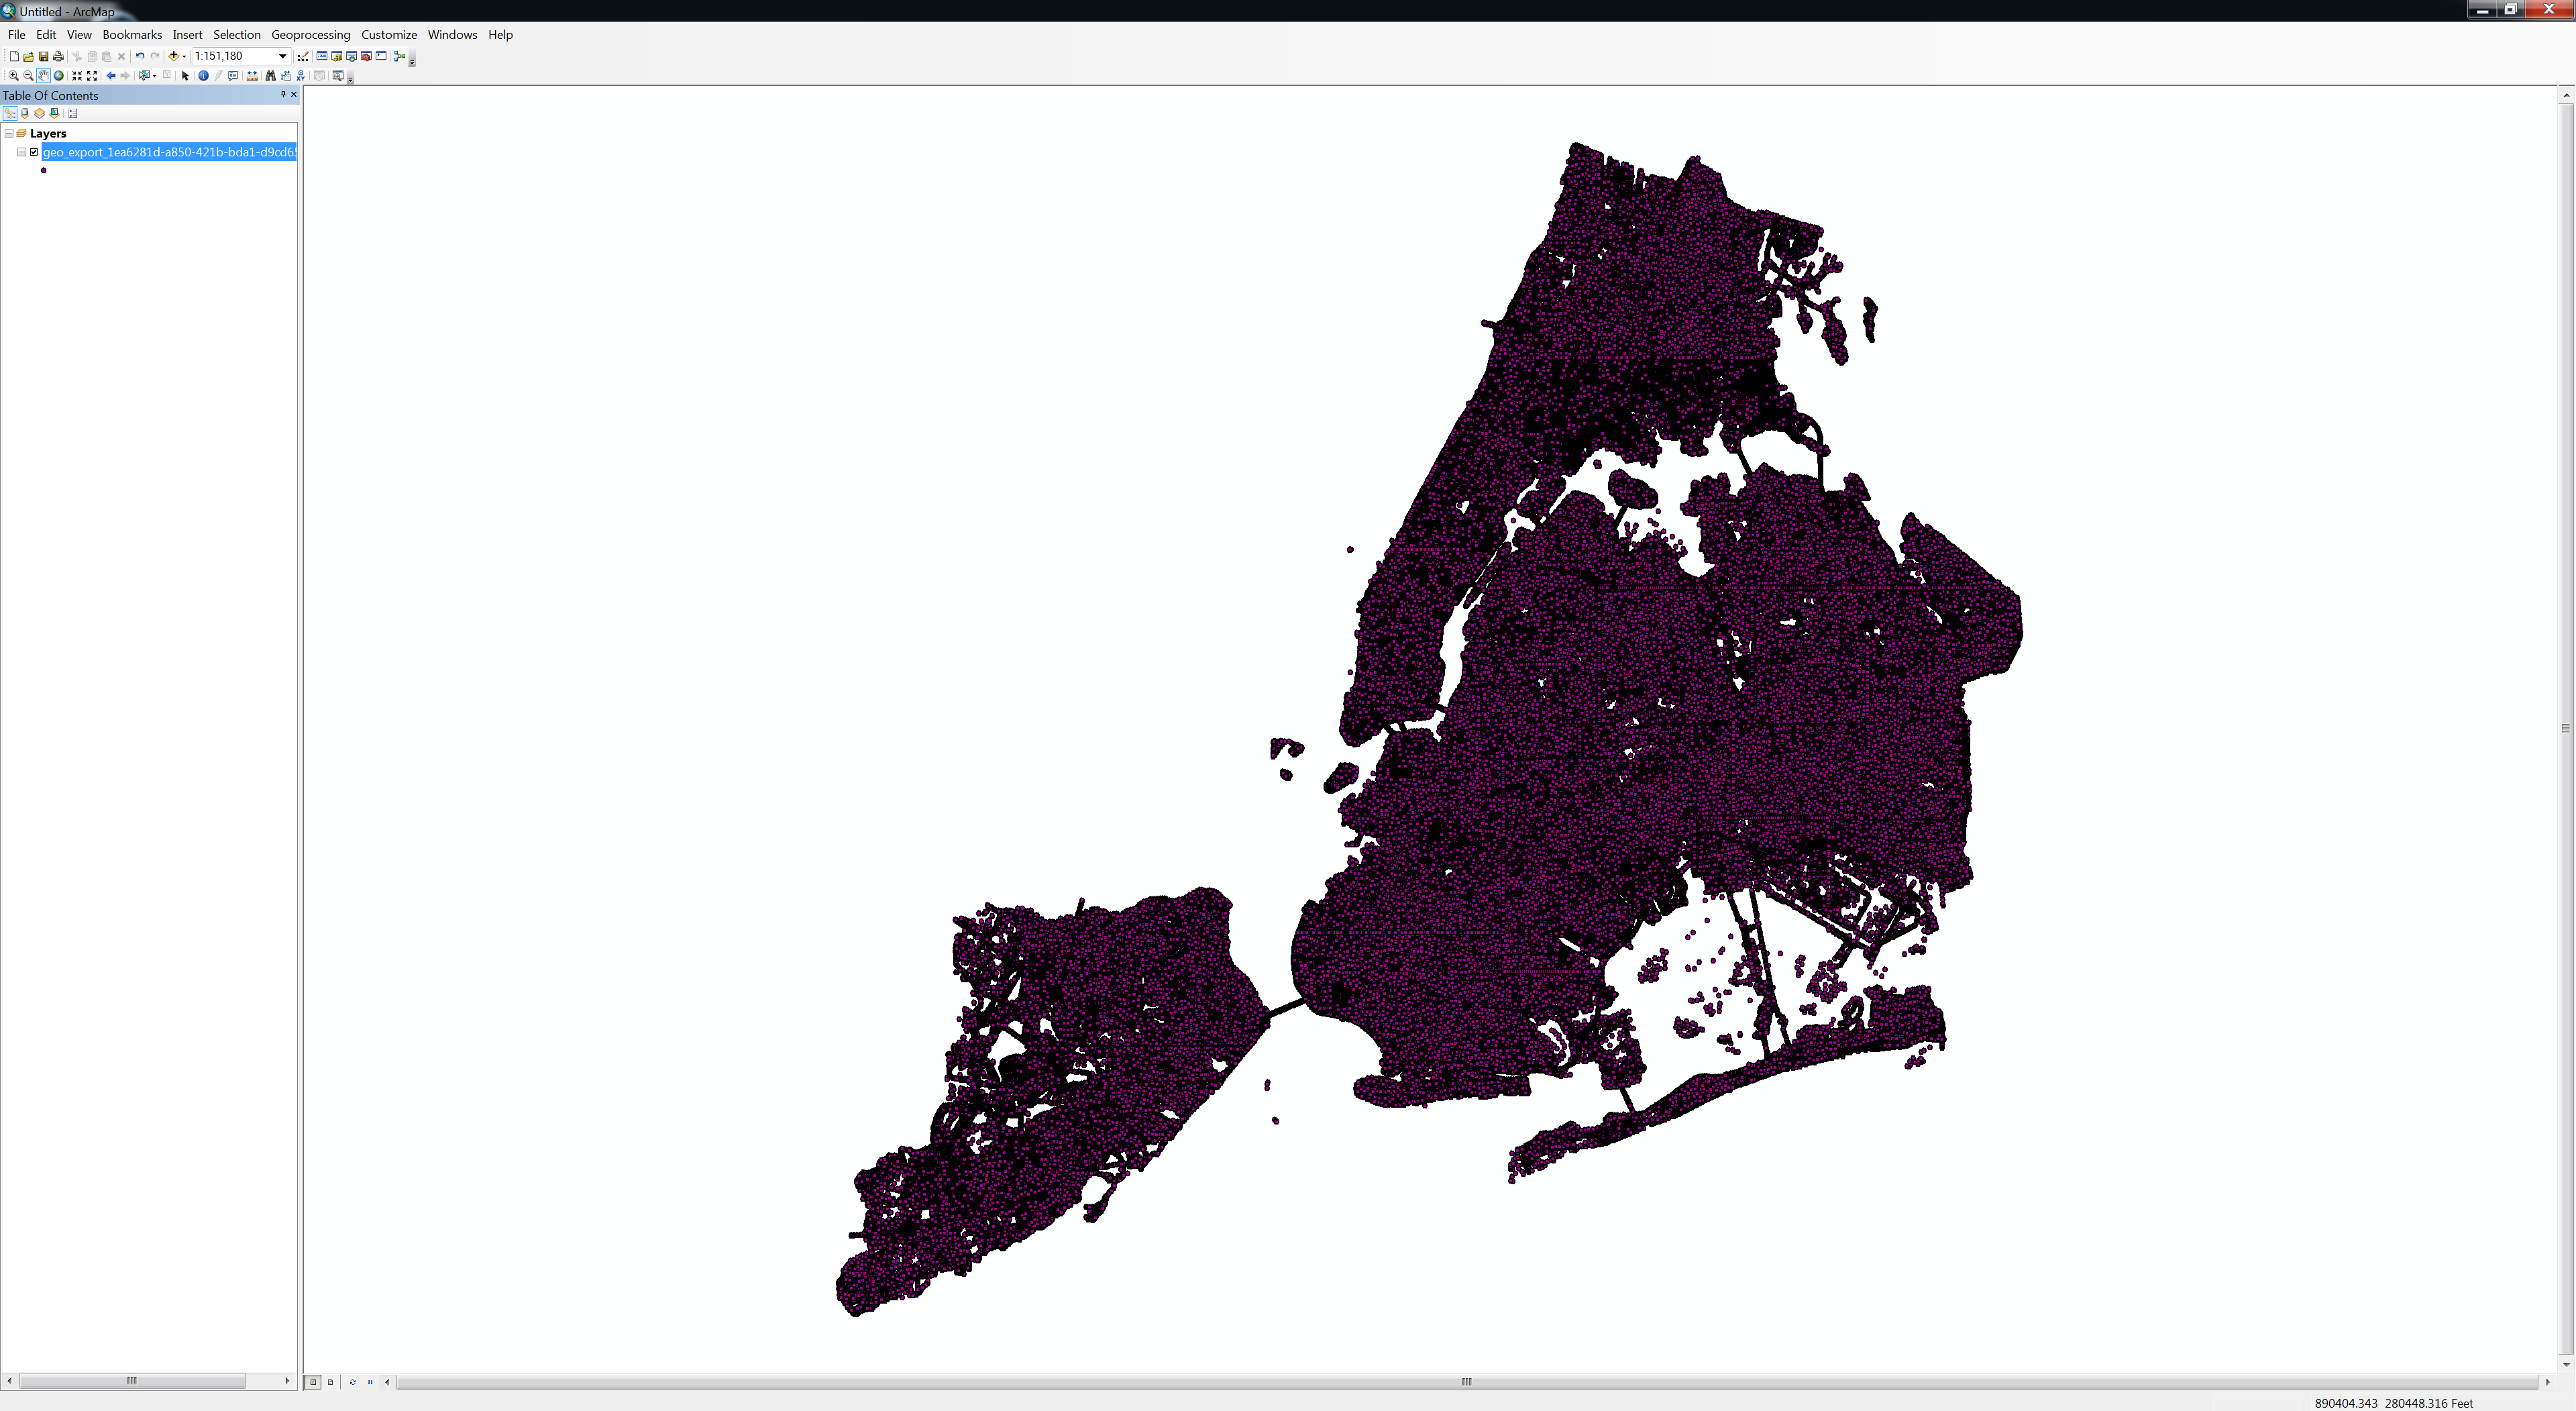 Untitled - ArcMap
File Edit View Bookmarks Insert Selection Geoprocessing Customize Windows Help
1:151,180
Table Of Contents
Layers
geo_export_1ea6281d-a850-421b-bda1-d9cd6
890404.343 280448.316 Feet